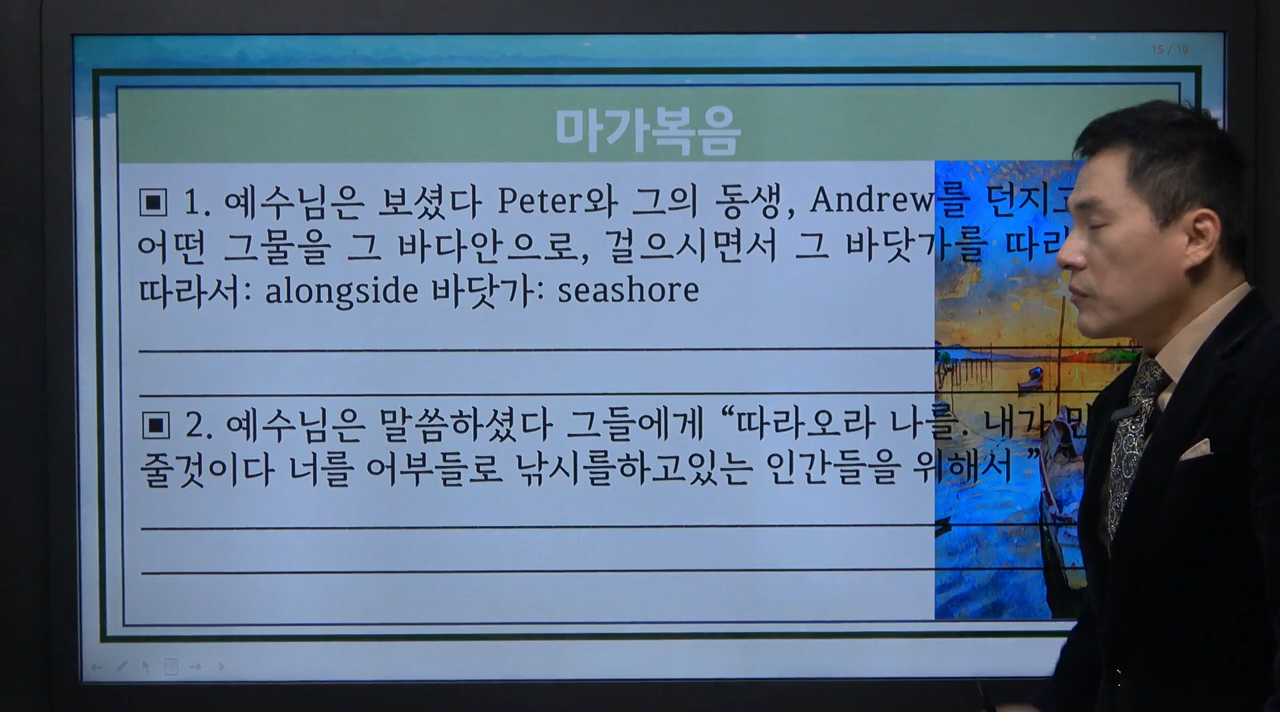 15 / 19
마가복음
▣ 1. 예수님은 보셨다 Peter와 그의 동생, Andrew를 던지고
어떤 그물을 그 바다안으로, 걸으시면서 그 바닷가를 따라
따라서: alongside 바닷가: seashore
▣ 2. 예수님은 말씀하셨다 그들에게 “따라오라 나를. 내가
줄것이다 너를 어부들로 낚시를하고있는 인간들을 위해서 ”